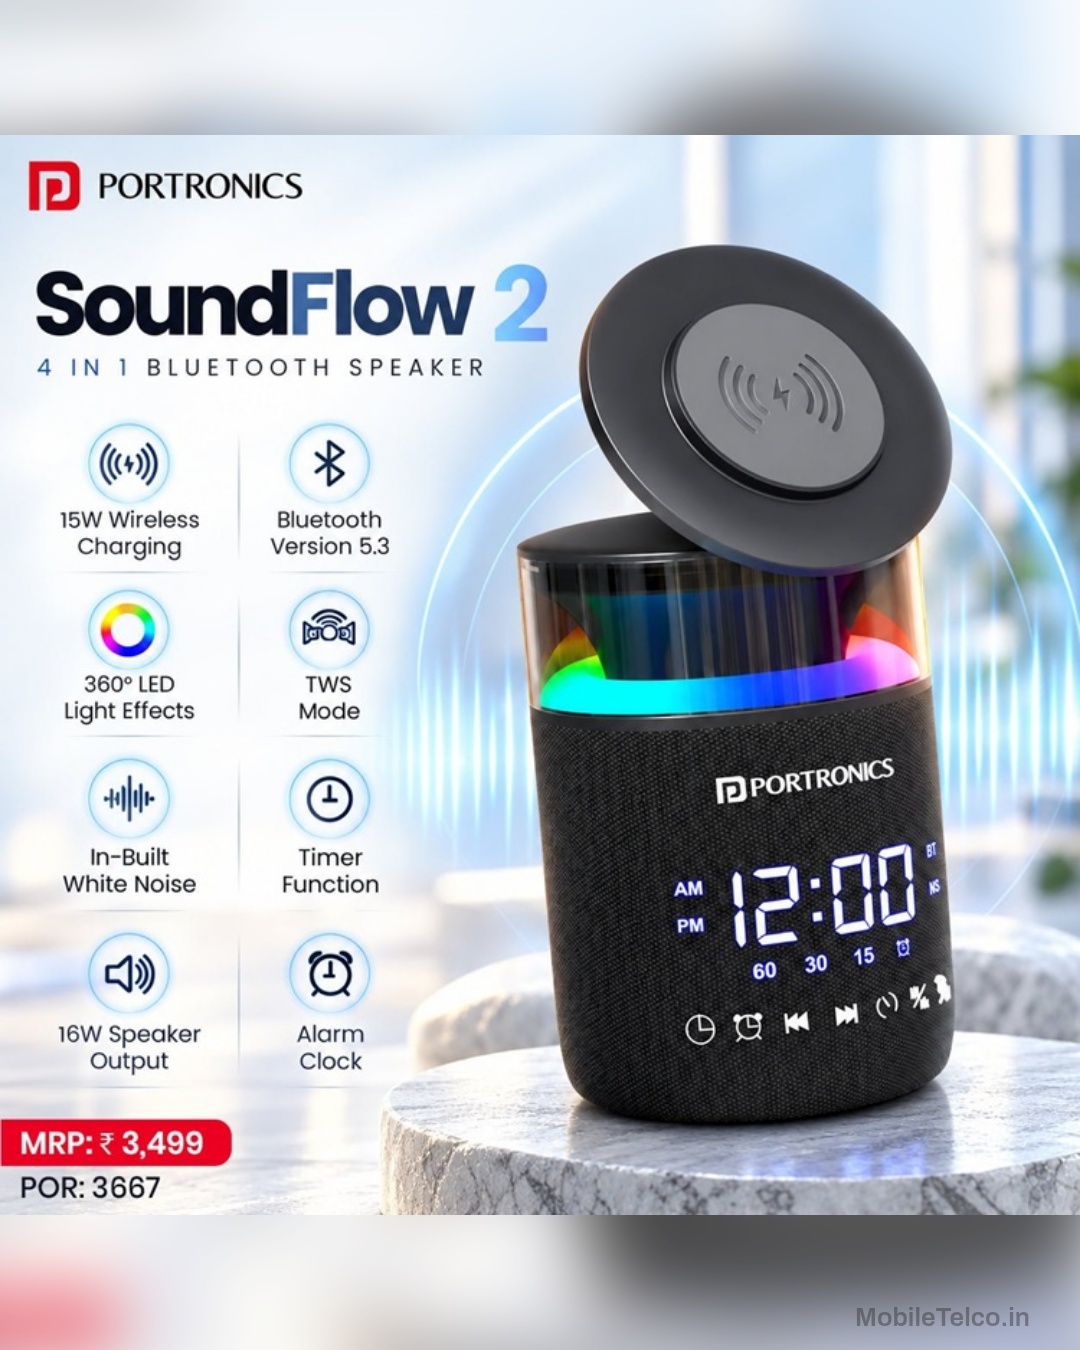 PORTRONICS
SoundFlow 2
4 IN 1 BLUETOOTH SPEAKER
15W Wireless
Charging
Bluetooth
Version 5.3
360° LED
Light Effects
TWS
Mode
In-Built
White Noise
Timer
Function
16W Speaker
Output
Alarm
Clock
MRP: ₹ 3,499
POR: 3667
PORTRONICS
AM
PM
12:00
BT
NS
60 30 15
MobileTelco.in